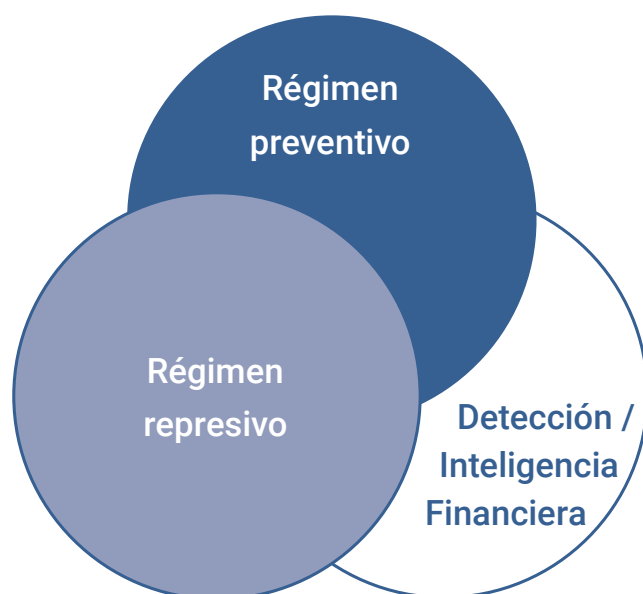 Régimen
preventivo
Régimen
represivo
Detección /
Inteligencia
Financiera